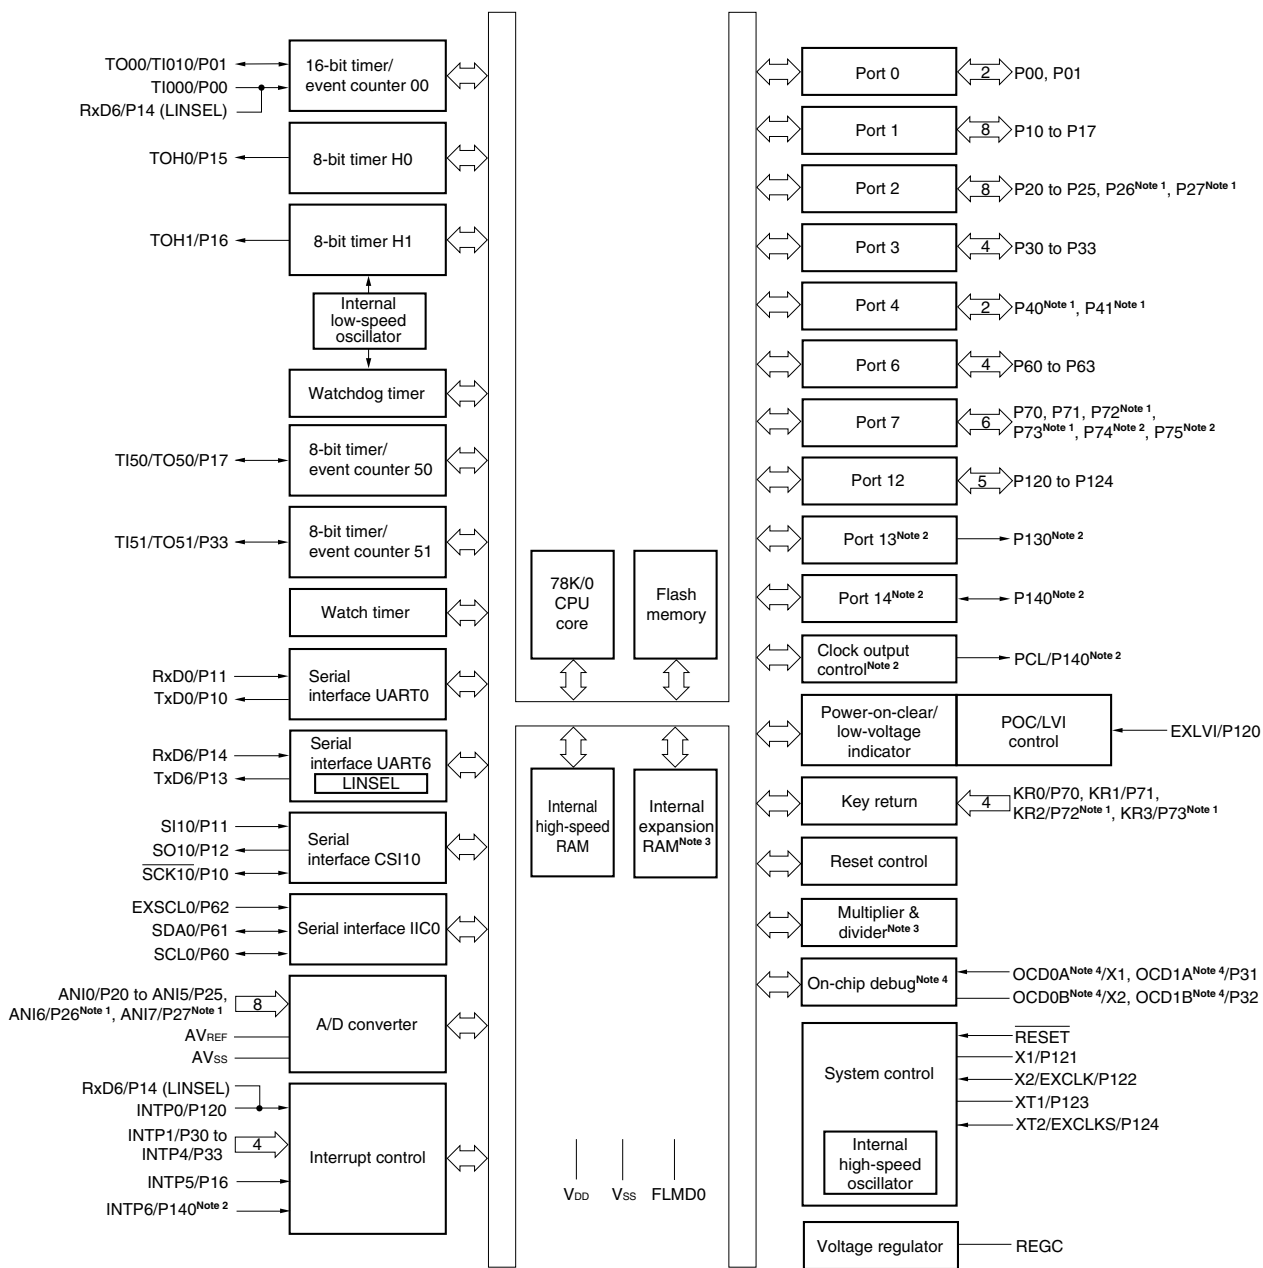 TO00/TI010/P01
TI000/P00
RxD6/P14 (LINSEL)
16-bit timer/
event counter 00
TOH0/P15
8-bit timer H0
TOH1/P16
8-bit timer H1
Internal
low-speed
oscillator
Watchdog timer
TI50/TO50/P17
8-bit timer/
event counter 50
TI51/TO51/P33
8-bit timer/
event counter 51
Watch timer
RxD0/P11
TxD0/P10
Serial
interface UART0
RxD6/P14
TxD6/P13
Serial
interface UART6
LINSEL
SI10/P11
SO10/P12
SCK10/P10
Serial
interface CSI10
EXSCL0/P62
SDA0/P61
SCL0/P60
Serial interface IIC0
ANI0/P20 to ANI5/P25,
ANI6/P26Note 1, ANI7/P27Note 1
8
AVREF
AVSS
A/D converter
RxD6/P14 (LINSEL)
INTP0/P120
INTP1/P30 to
INTP4/P33
4
INTP5/P16
INTP6/P140Note 2
Interrupt control
78K/0
CPU
core
Flash
memory
Internal
high-speed
RAM
Internal
expansion
RAMNote 3
VDD
VSS
FLMD0
Port 0
2
P00, P01
Port 1
8
P10 to P17
Port 2
8
P20 to P25, P26Note 1, P27Note 1
Port 3
4
P30 to P33
Port 4
2
P40Note 1, P41Note 1
Port 6
4
P60 to P63
Port 7
6
P70, P71, P72Note 1,
P73Note 1, P74Note 2, P75Note 2
Port 12
5
P120 to P124
Port 13Note 2
P130Note 2
Port 14Note 2
P140Note 2
Clock output
controlNote 2
PCL/P140Note 2
Power-on-clear/
low-voltage
indicator
POC/LVI
control
EXLVI/P120
Key return
4
KR0/P70, KR1/P71,
KR2/P72Note 1, KR3/P73Note 1
Reset control
Multiplier &
dividerNote 3
On-chip debugNote 4
OCD0ANote 4/X1, OCD1ANote 4/P31
OCD0BNote 4/X2, OCD1BNote 4/P32
System control
RESET
X1/P121
X2/EXCLK/P122
XT1/P123
XT2/EXCLKS/P124
Internal
high-speed
oscillator
Voltage regulator
REGC